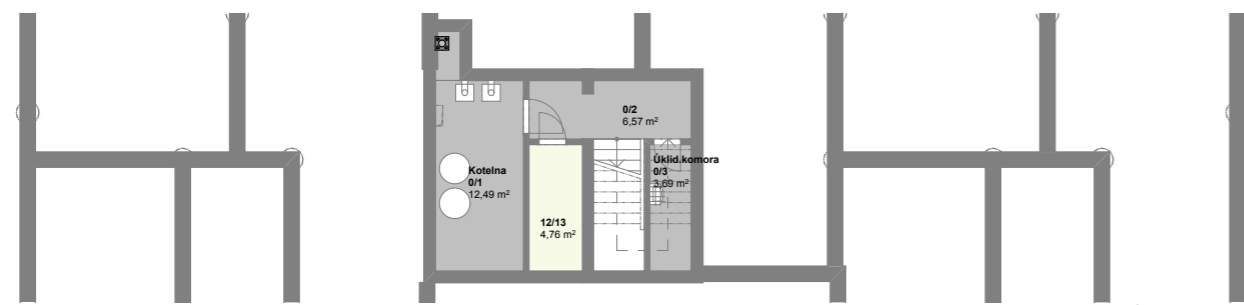 0/2
6,57 m²
Úklid.komora
0/3
3,69 m²
Kotelna
0/1
12,49 m²
12/13
4,76 m²